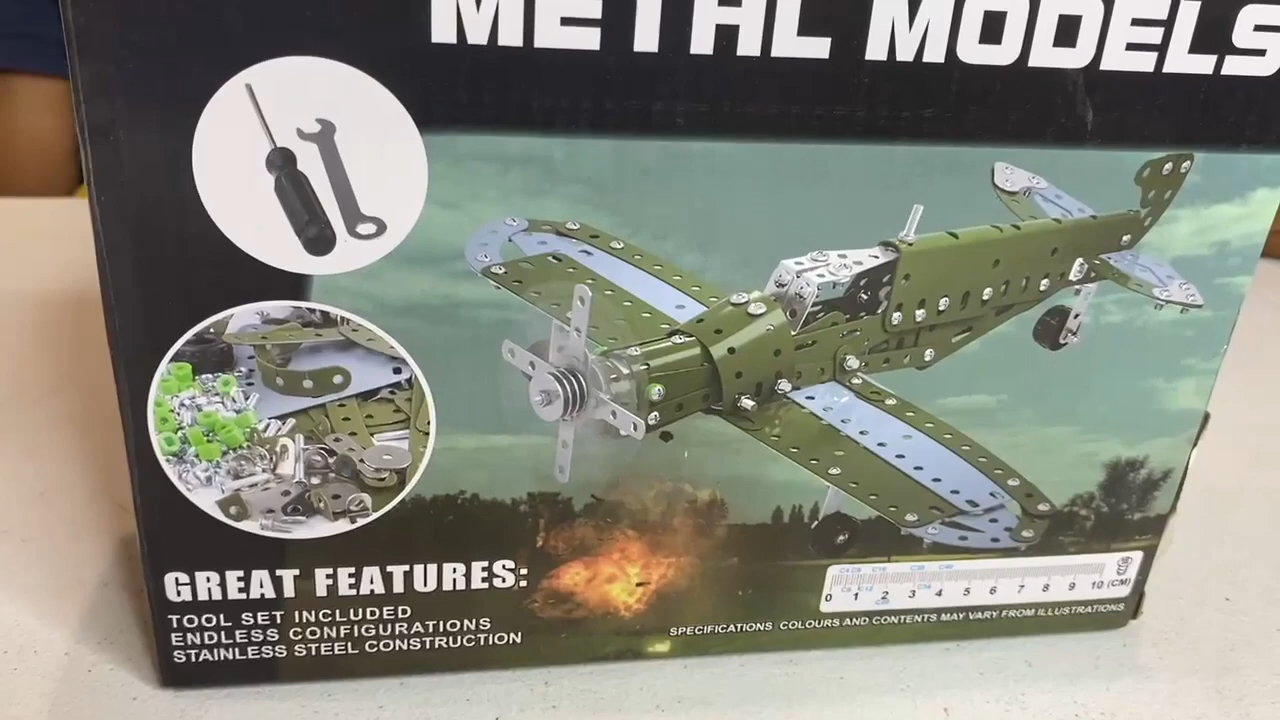 METAL MODELS
GREAT FEATURES:
TOOL SET INCLUDED
ENDLESS CONFIGURATIONS
STAINLESS STEEL CONSTRUCTION
0 1 2 3 4 5 6 7 8 9 10 (CM)
SPECIFICATIONS COLOURS AND CONTENTS MAY VARY FROM ILLUSTRATIONS